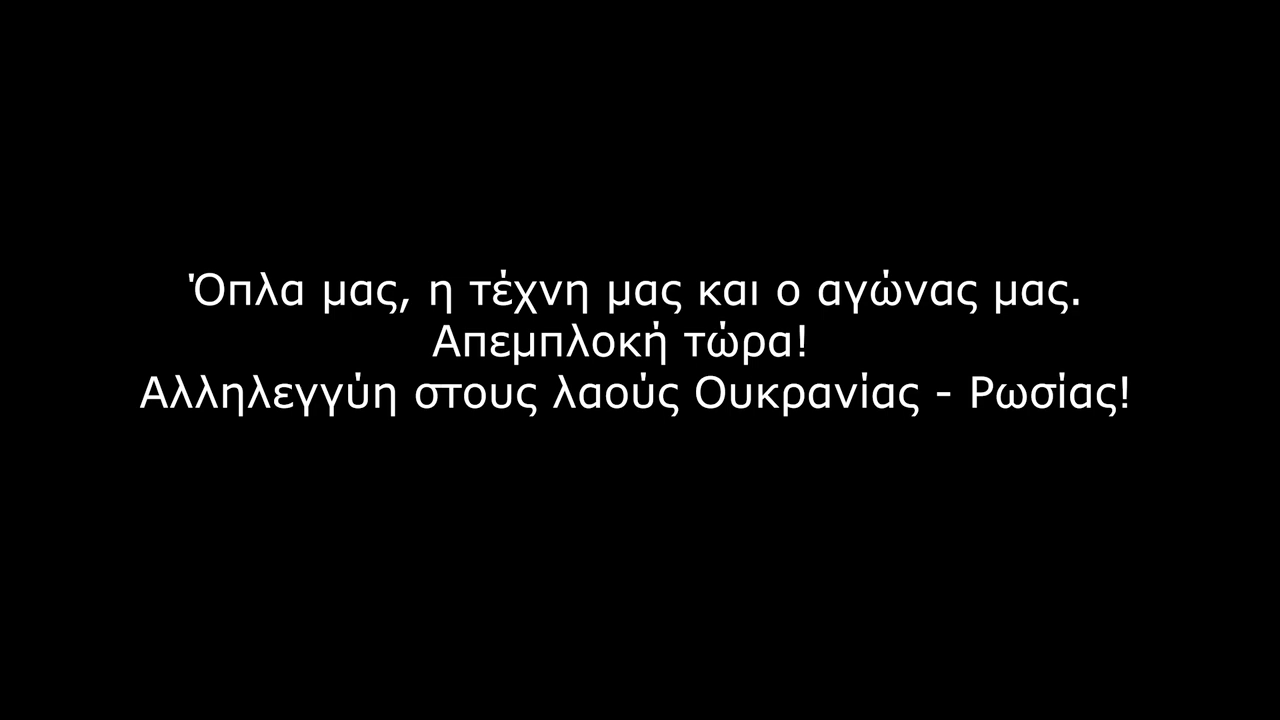 Όπλα μας, η τέχνη μας και ο αγώνας μας.
Απεμπλοκή τώρα!
Αλληλεγγύη στους λαούς Ουκρανίας - Ρωσίας!